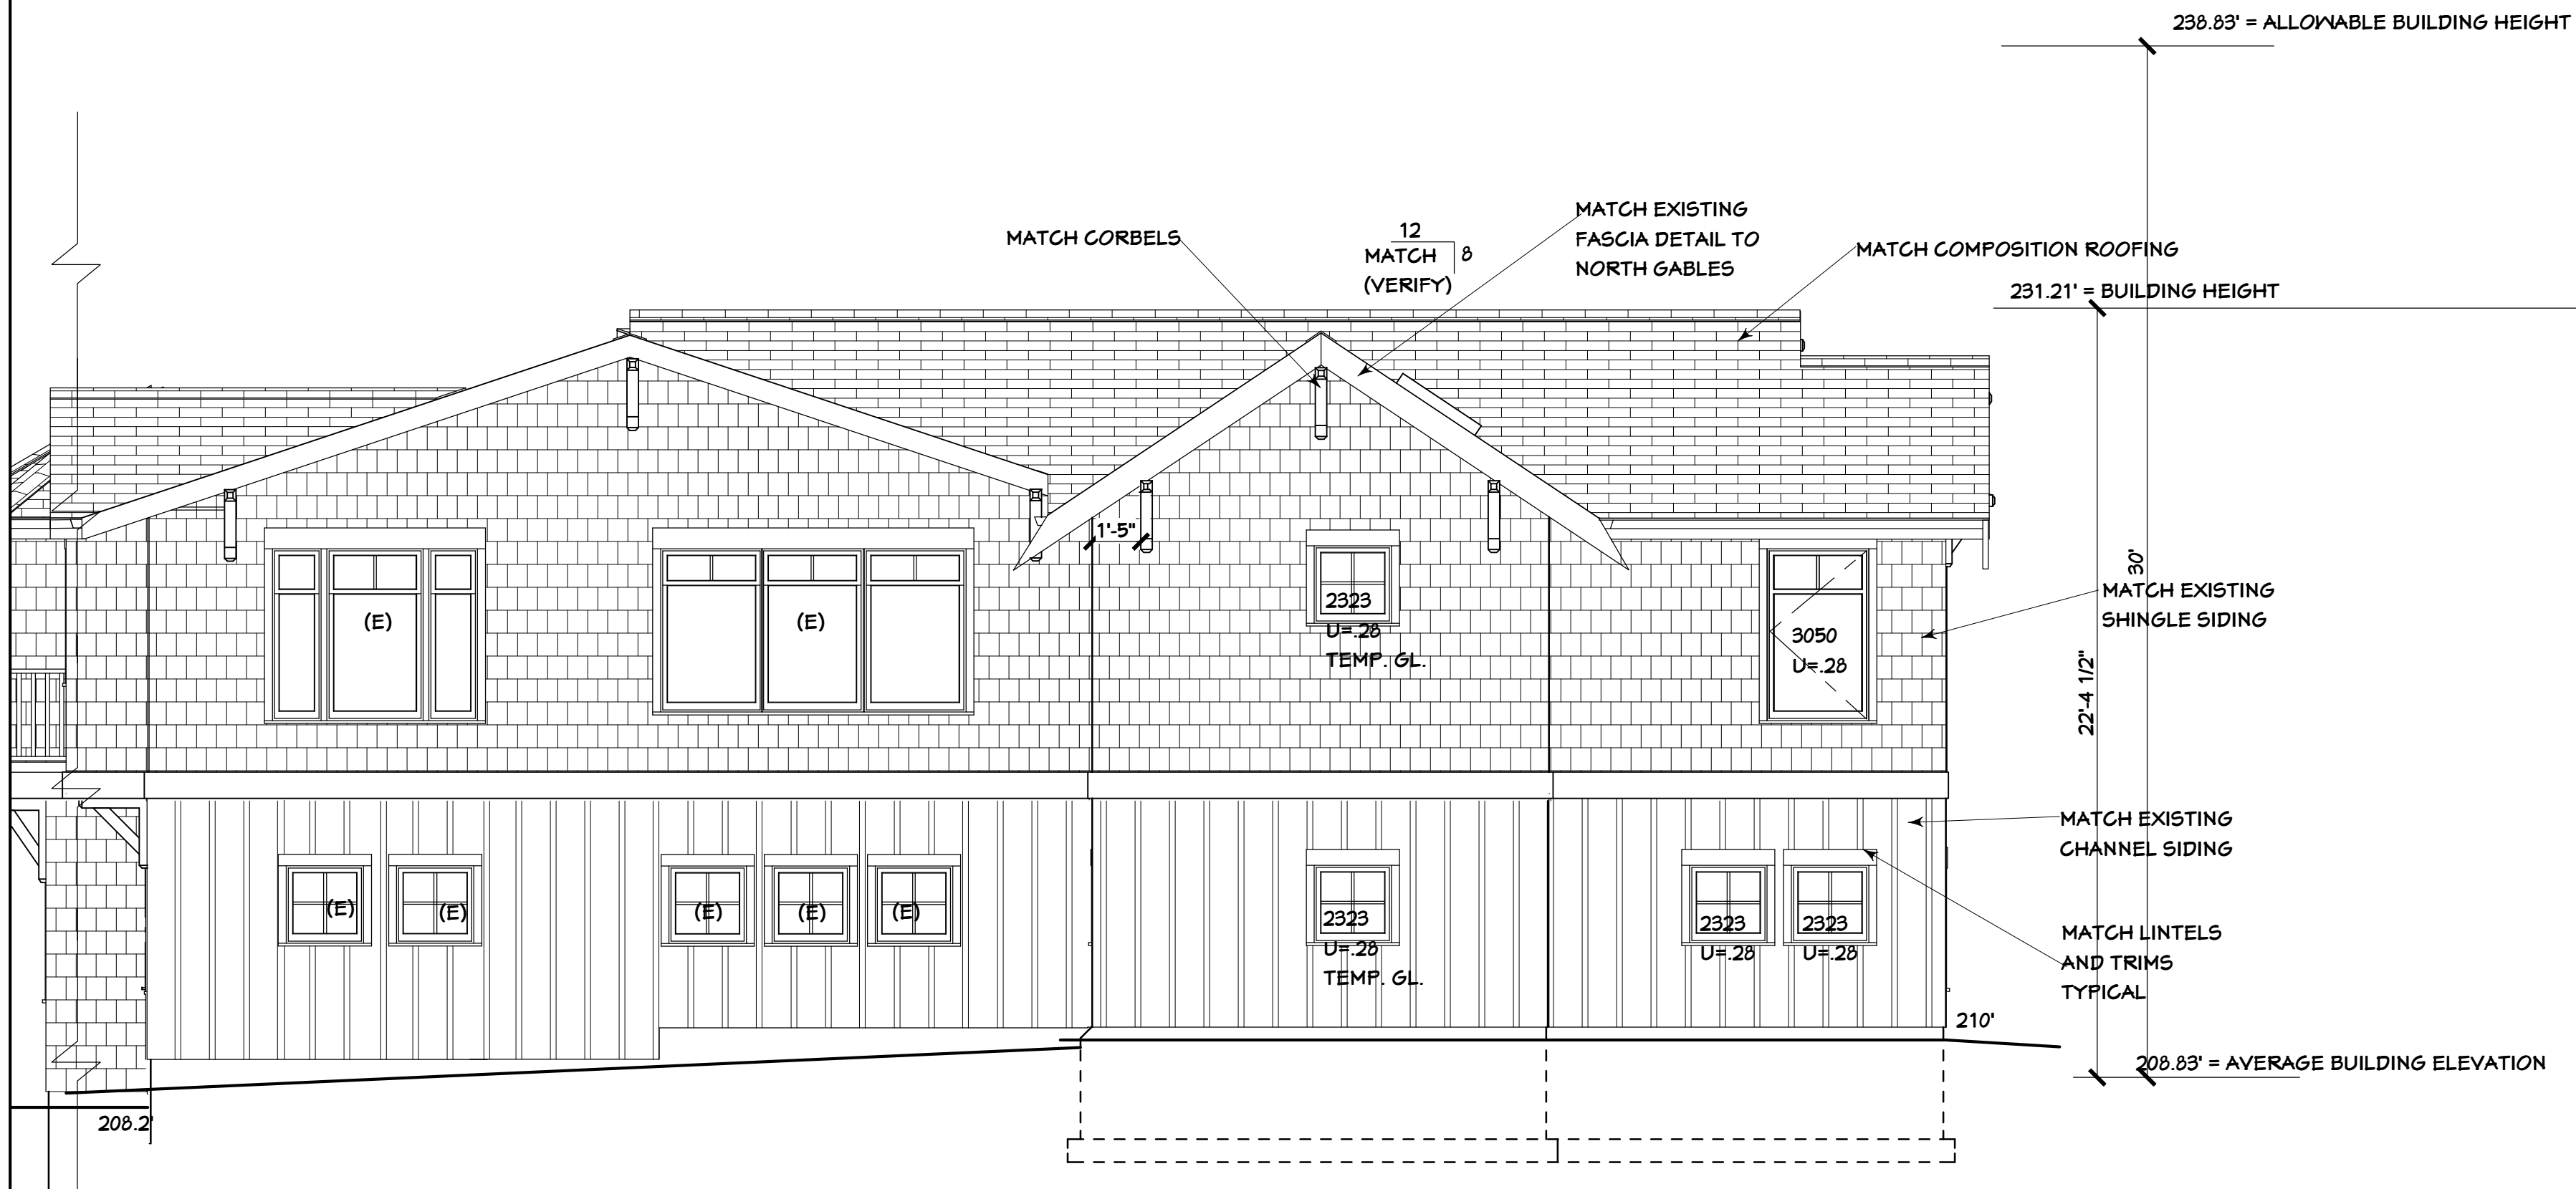 238.83' = ALLOWABLE BUILDING HEIGHT
MATCH CORBELS
12
MATCH 8
(VERIFY)
MATCH EXISTING
FASCIA DETAIL TO
NORTH GABLES
MATCH COMPOSITION ROOFING
231.21' = BUILDING HEIGHT
1'-5"
30'
22'-4 1/2"
(E)
(E)
2323
U=.28
TEMP. GL.
3050
U=.28
MATCH EXISTING
SHINGLE SIDING
MATCH EXISTING
CHANNEL SIDING
(E)
(E)
(E)
(E)
(E)
2323
U=.28
TEMP. GL.
2323
U=.28
2323
U=.28
MATCH LINTELS
AND TRIMS
TYPICAL
210'
208.83' = AVERAGE BUILDING ELEVATION
208.2'